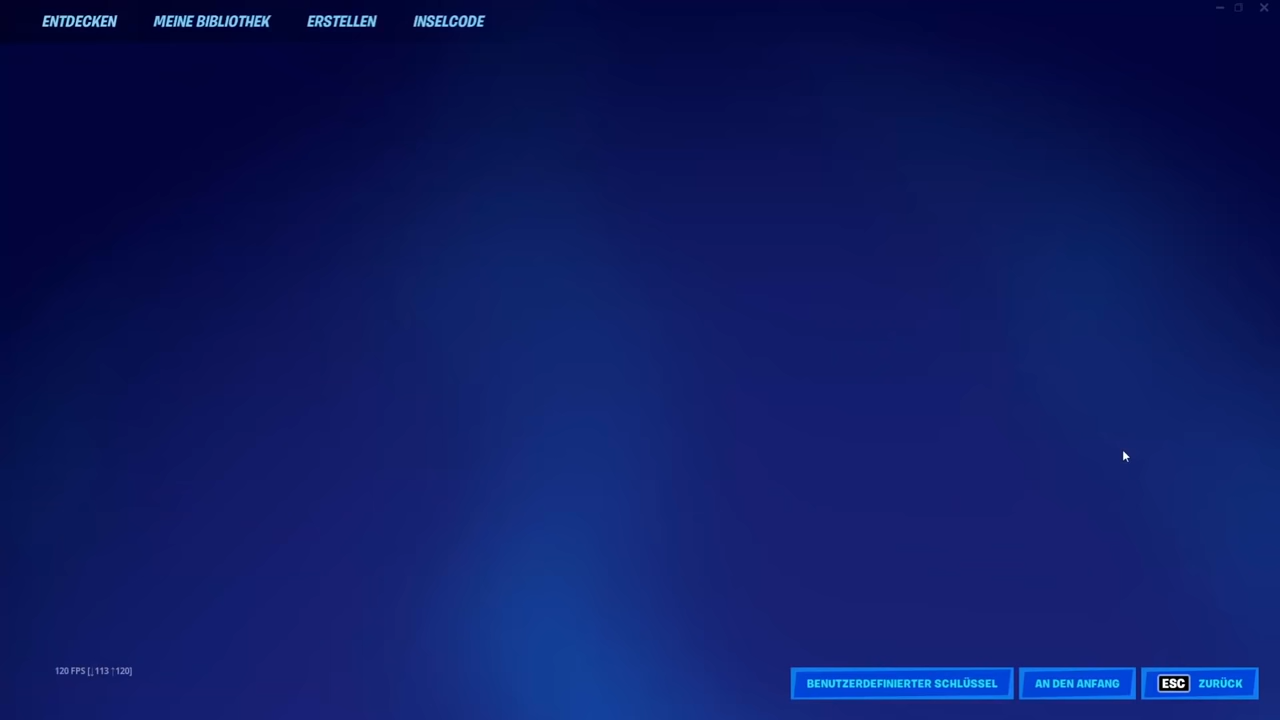 ENTDECKEN MEINE BIBLIOTHEK ERSTELLEN INSELCODE
120 FPS [↓113 ↑120]
BENUTZERDEFINIERTER SCHLÜSSEL AN DEN ANFANG ESC ZURÜCK